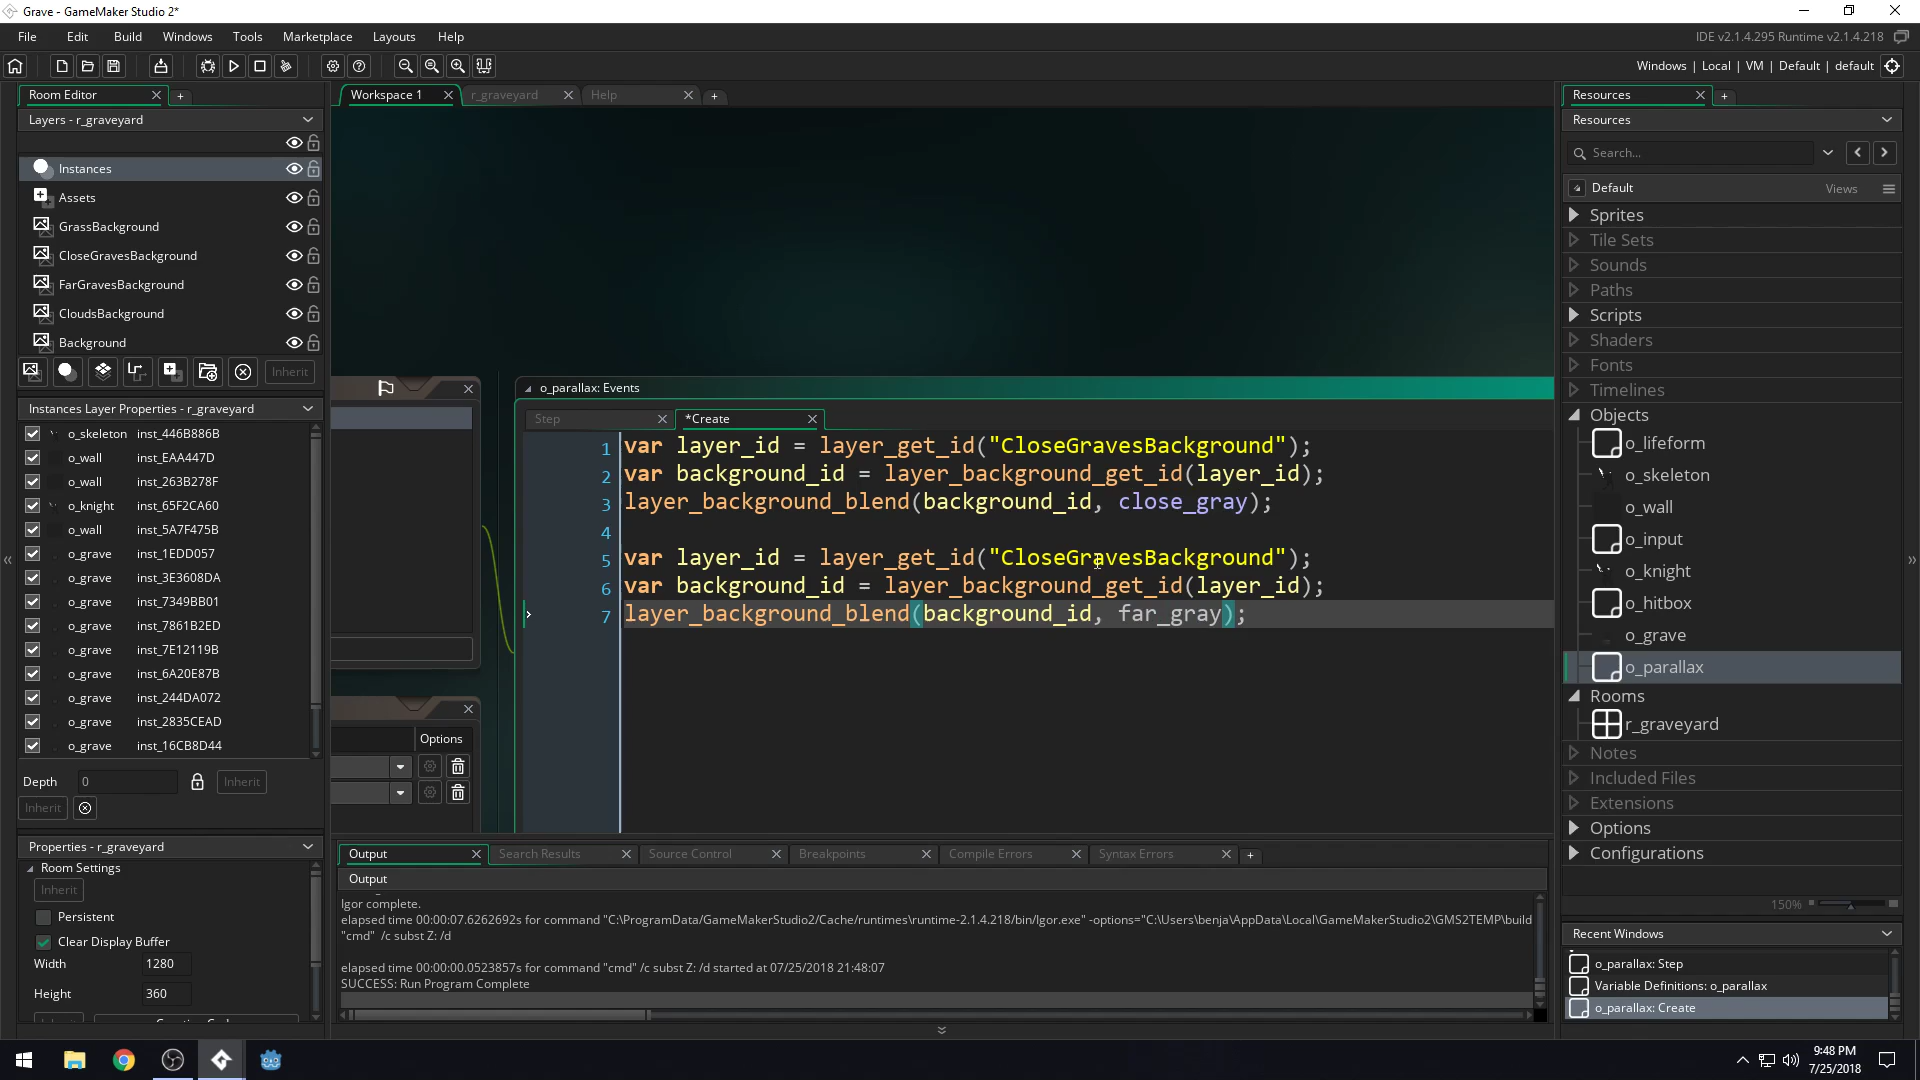 Grave - GameMaker Studio 2*
File Edit Build Windows Tools Marketplace Layouts Help
IDE v2.1.4.295 Runtime v2.1.4.218
Windows | Local | VM | Default | default
Room Editor
Layers - r_graveyard
Instances
Assets
GrassBackground
CloseGravesBackground
FarGravesBackground
CloudsBackground
Background
Inherit
Instances Layer Properties - r_graveyard
o_skeleton inst_446B886B
o_wall inst_EAA447D
o_wall inst_263B278F
o_knight inst_65F2CA60
o_wall inst_5A7F475B
o_grave inst_1EDD057
o_grave inst_3E3608DA
o_grave inst_7349BB01
o_grave inst_7861B2ED
o_grave inst_7E12119B
o_grave inst_6A20E87B
o_grave inst_244DA072
o_grave inst_2835CEAD
o_grave inst_16CB8D44
Depth 0 Inherit
Inherit
Properties - r_graveyard
Room Settings
Inherit
Persistent
Clear Display Buffer
Width 1280
Height 360
Workspace 1 r_graveyard Help
Options
o_parallax: Events
Step *Create
1 var layer_id = layer_get_id("CloseGravesBackground");
2 var background_id = layer_background_get_id(layer_id);
3 layer_background_blend(background_id, close_gray);
4
5 var layer_id = layer_get_id("CloseGravesBackground");
6 var background_id = layer_background_get_id(layer_id);
7 layer_background_blend(background_id, far_gray);
Output Search Results Source Control Breakpoints Compile Errors Syntax Errors
Output
Igor complete.
elapsed time 00:00:07.6262692s for command "C:\ProgramData/GameMakerStudio2/Cache/runtimes\runtime-2.1.4.218/bin/Igor.exe" -options="C:\Users\benja\AppData\Local\GameMakerStudio2\GMS2TEMP\build
"cmd" /c subst Z: /d
elapsed time 00:00:00.0523857s for command "cmd" /c subst Z: /d started at 07/25/2018 21:48:07
SUCCESS: Run Program Complete
Resources
Resources
Search...
Default Views
Sprites
Tile Sets
Sounds
Paths
Scripts
Shaders
Fonts
Timelines
Objects
o_lifeform
o_skeleton
o_wall
o_input
o_knight
o_hitbox
o_grave
o_parallax
Rooms
r_graveyard
Notes
Included Files
Extensions
Options
Configurations
150%
Recent Windows
o_parallax: Step
Variable Definitions: o_parallax
o_parallax: Create
9:48 PM
7/25/2018